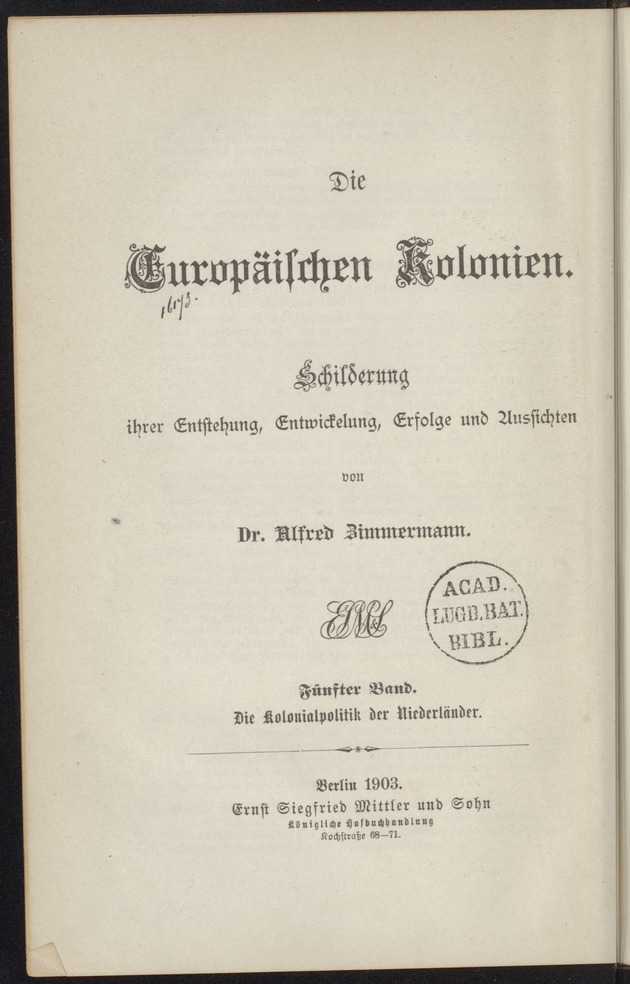 Die
Europäischen Kolonien.
Schilderung
ihrer Entstehung, Entwickelung, Erfolge und Aussichten
von
Dr. Alfred Zimmermann.
ACAD.
LUGD. BAT.
BIBL.
Fünfter Band.
Die Kolonialpolitik der Niederländer.
Berlin 1903.
Ernst Siegfried Mittler und Sohn
Königliche Hofbuchhandlung
Kochstraße 68—71.